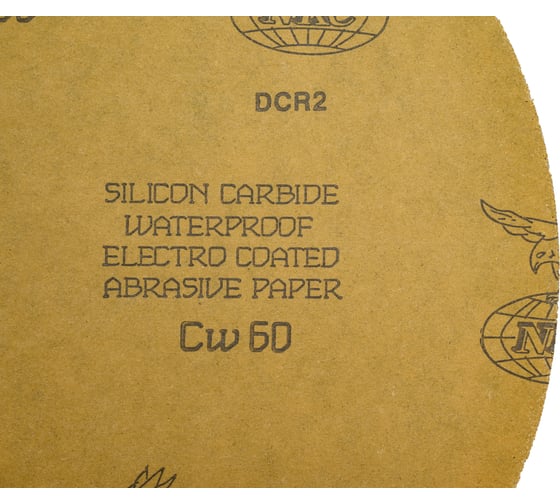 DCR2
SILICON CARBIDE
WATERPROOF
ELECTRO COATED
ABRASIVE PAPER
Cw 60